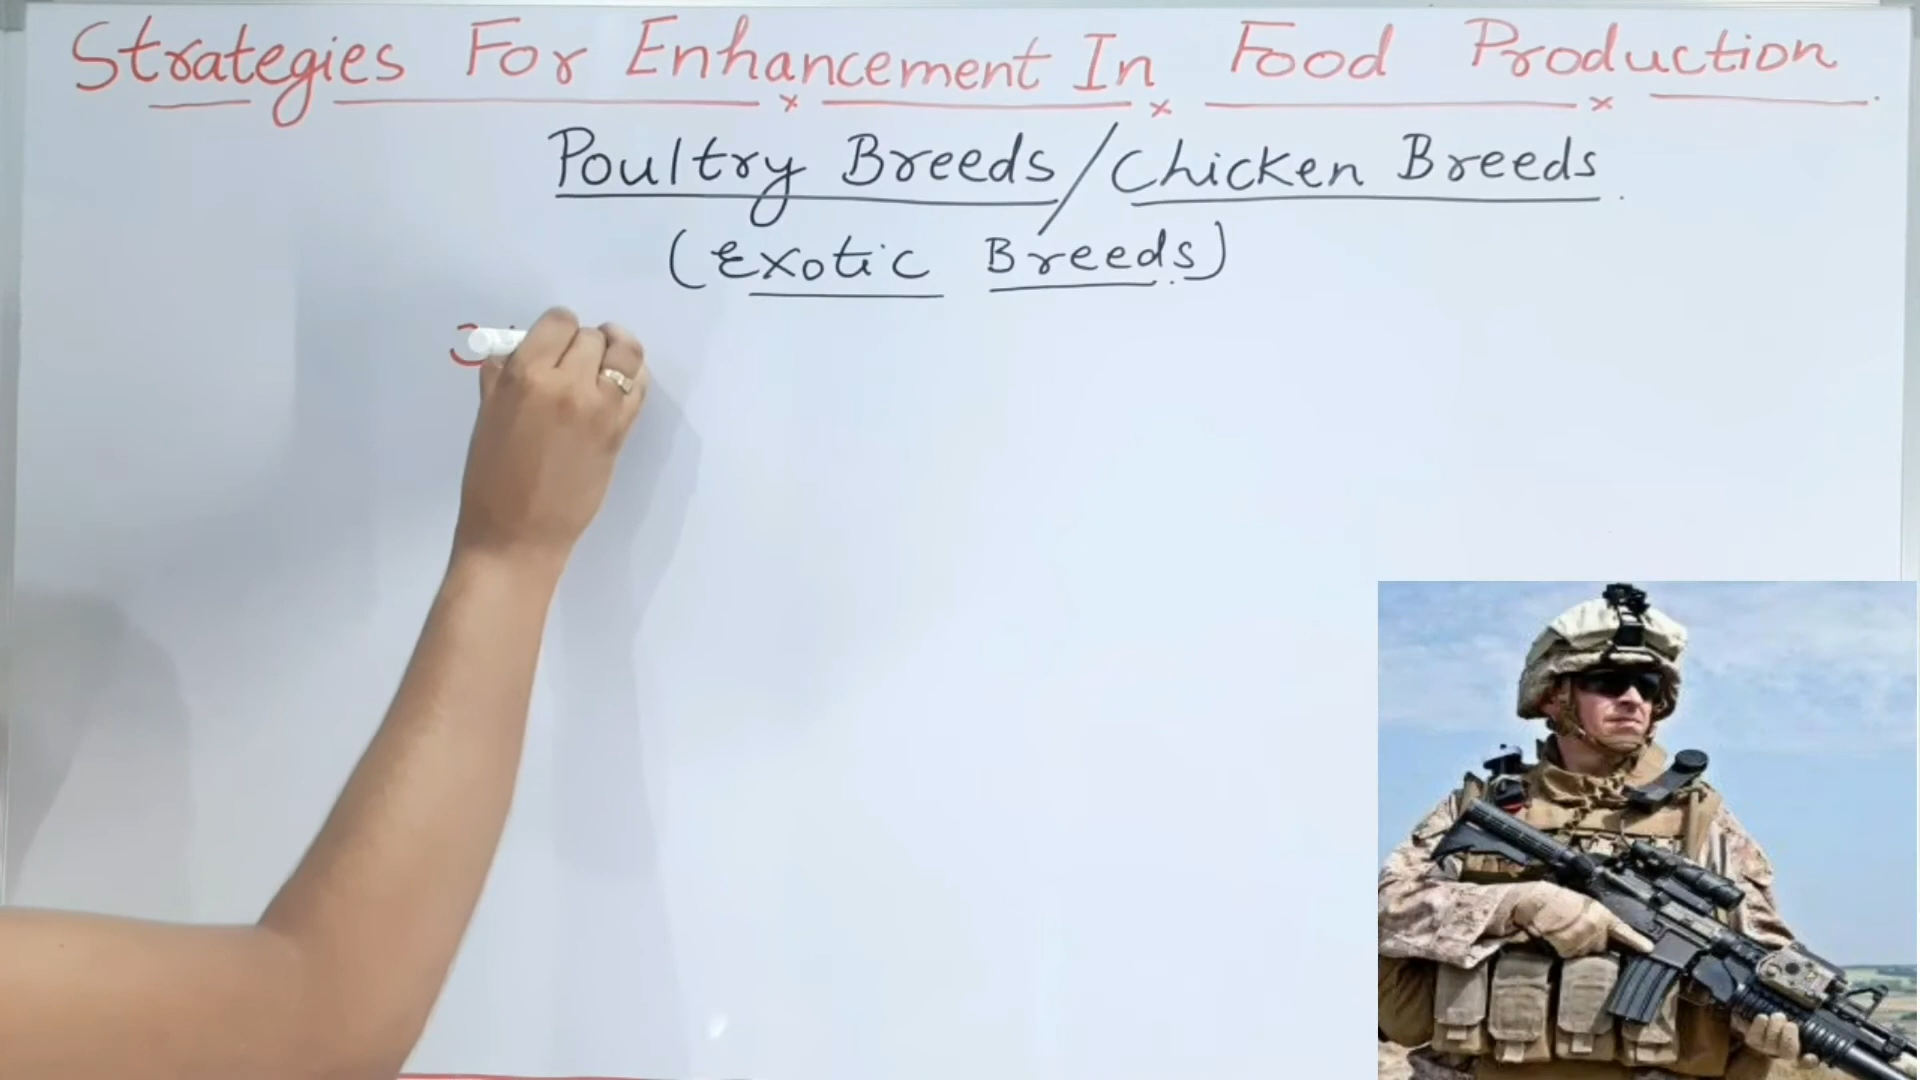 Strategies For Enhancement In Food Production.
Poultry Breeds/Chicken Breeds.
(Exotic Breeds)